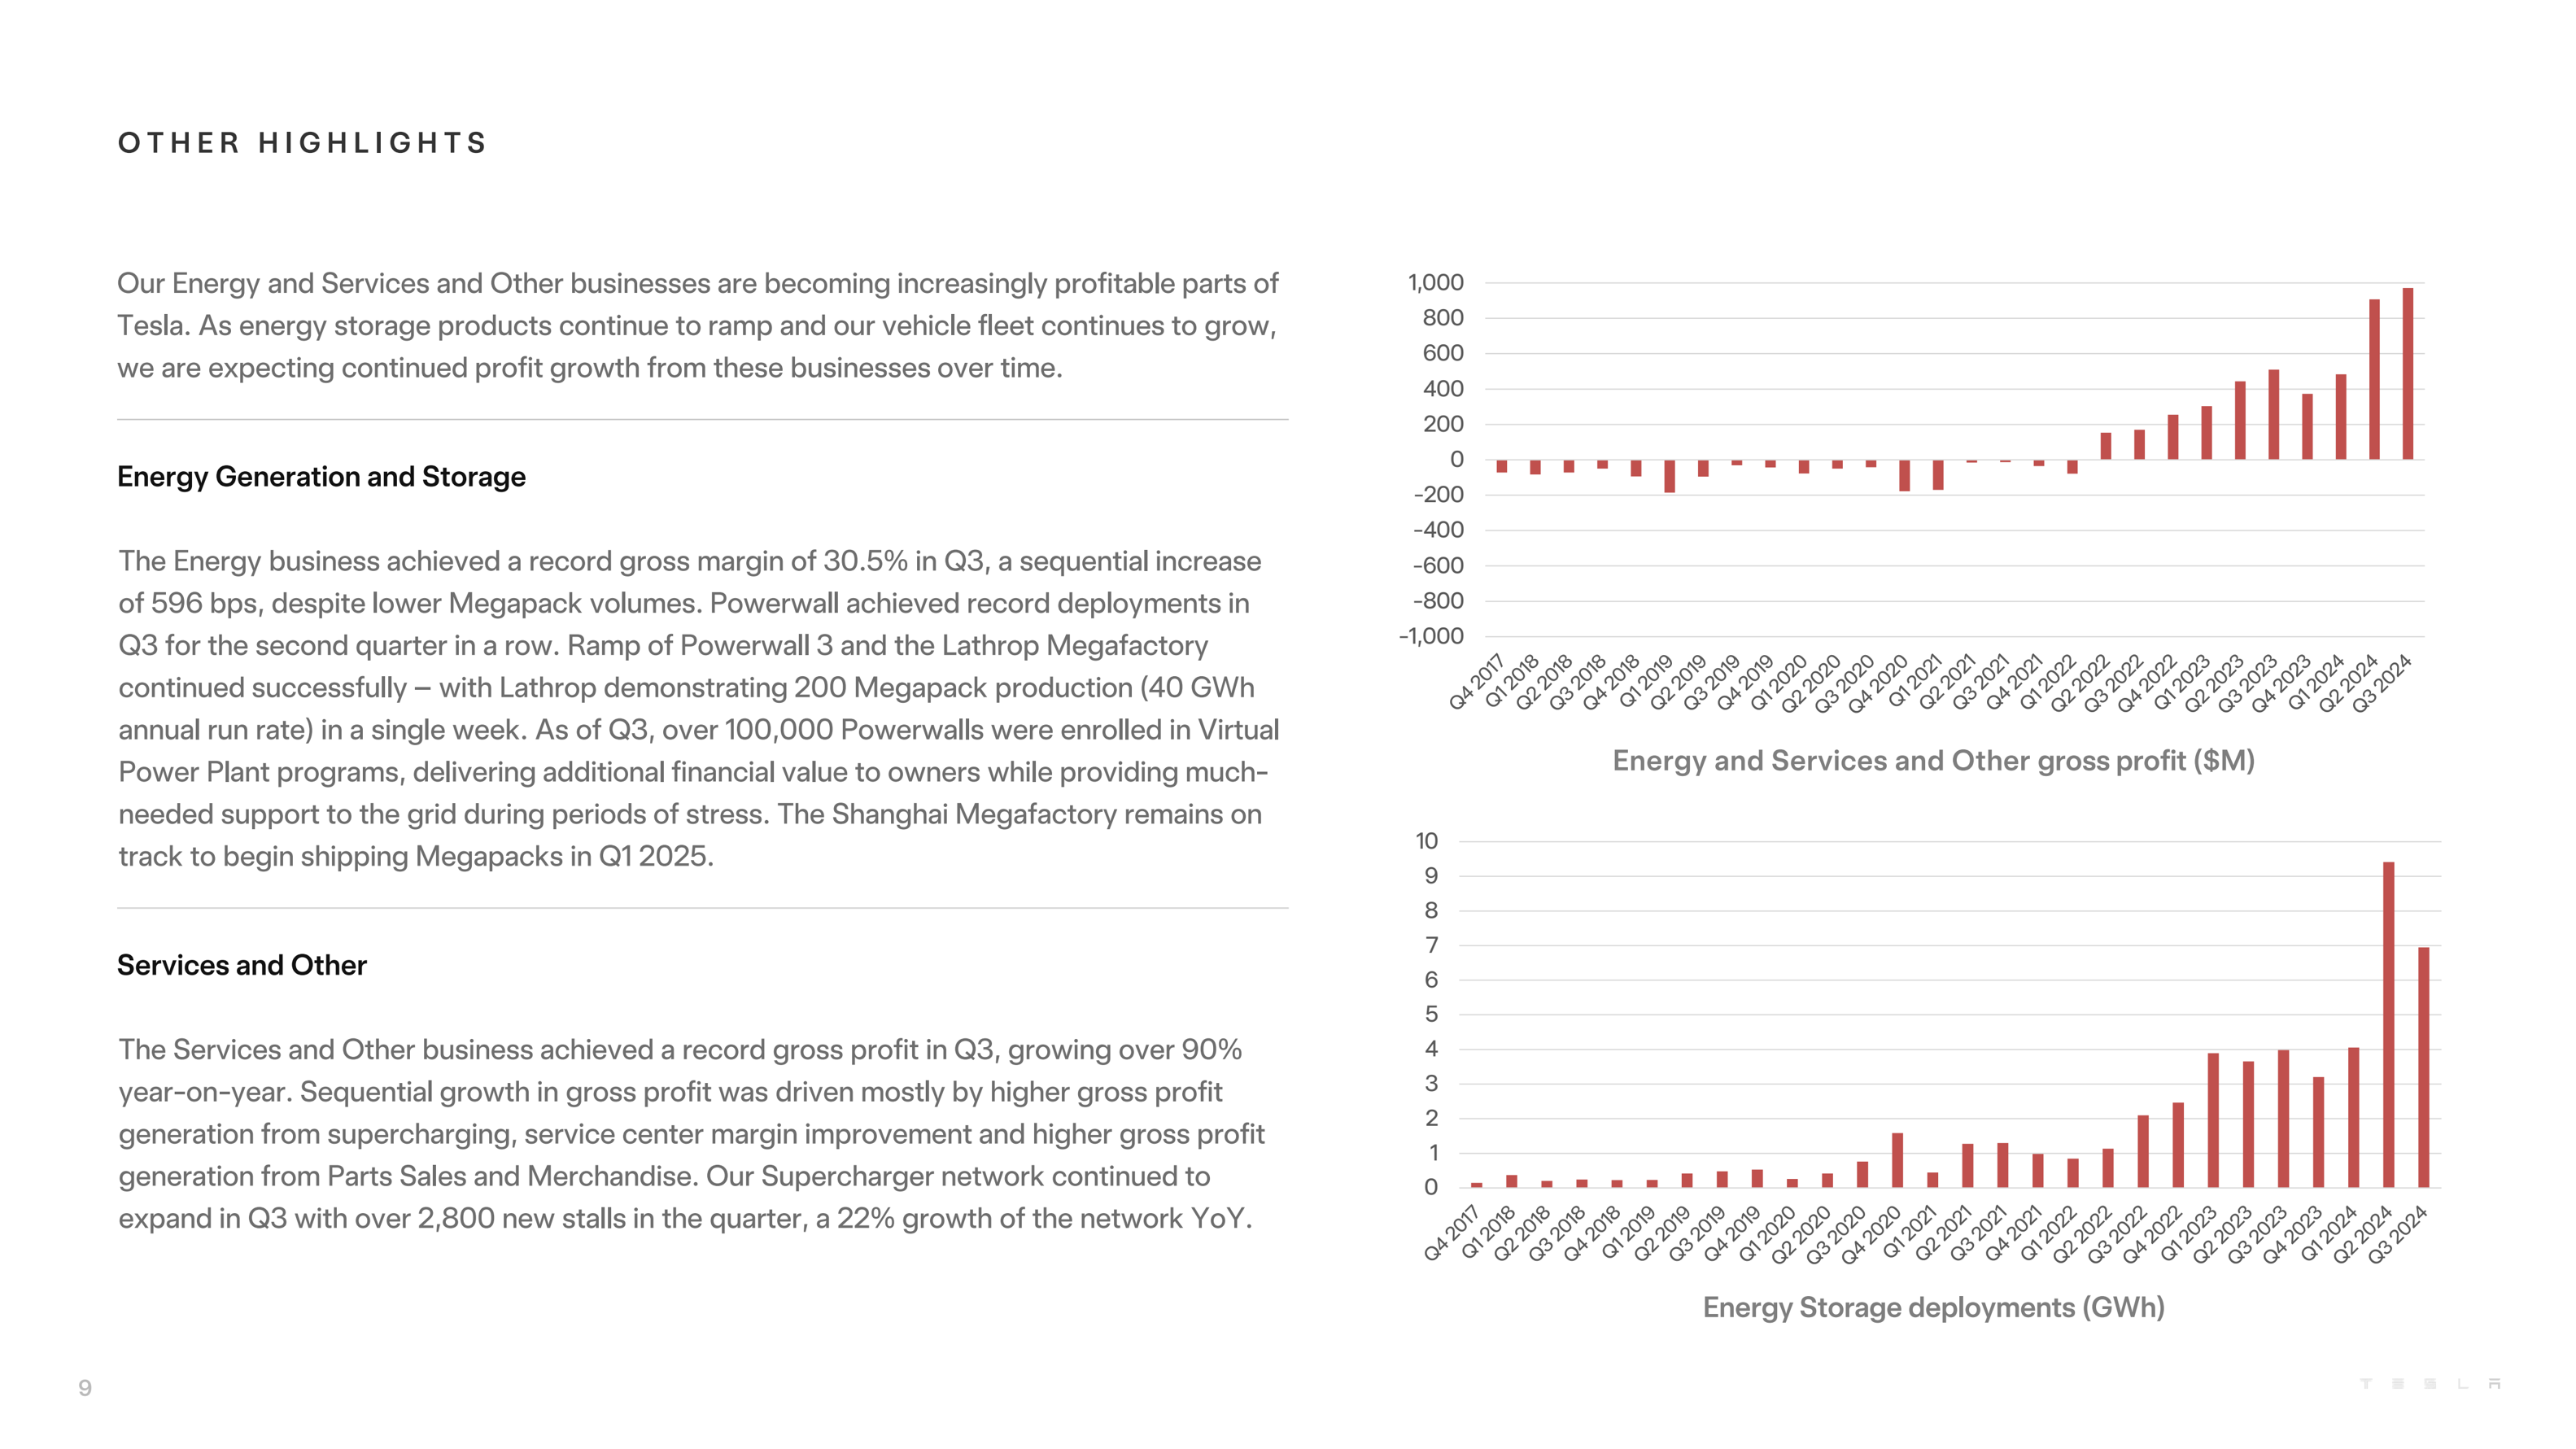 OTHER HIGHLIGHTS
Our Energy and Services and Other businesses are becoming increasingly profitable parts of
Tesla. As energy storage products continue to ramp and our vehicle fleet continues to grow,
we are expecting continued profit growth from these businesses over time.
Energy Generation and Storage
The Energy business achieved a record gross margin of 30.5% in Q3, a sequential increase
of 596 bps, despite lower Megapack volumes. Powerwall achieved record deployments in
Q3 for the second quarter in a row. Ramp of Powerwall 3 and the Lathrop Megafactory
continued successfully – with Lathrop demonstrating 200 Megapack production (40 GWh
annual run rate) in a single week. As of Q3, over 100,000 Powerwalls were enrolled in Virtual
Power Plant programs, delivering additional financial value to owners while providing much-
needed support to the grid during periods of stress. The Shanghai Megafactory remains on
track to begin shipping Megapacks in Q1 2025.
Services and Other
The Services and Other business achieved a record gross profit in Q3, growing over 90%
year-on-year. Sequential growth in gross profit was driven mostly by higher gross profit
generation from supercharging, service center margin improvement and higher gross profit
generation from Parts Sales and Merchandise. Our Supercharger network continued to
expand in Q3 with over 2,800 new stalls in the quarter, a 22% growth of the network YoY.
1,000
800
600
400
200
0
-200
-400
-600
-800
-1,000
Q4 2017 Q1 2018 Q2 2018 Q3 2018 Q4 2018 Q1 2019 Q2 2019 Q3 2019 Q4 2019 Q1 2020 Q2 2020 Q3 2020 Q4 2020 Q1 2021 Q2 2021 Q3 2021 Q4 2021 Q1 2022 Q2 2022 Q3 2022 Q4 2022 Q1 2023 Q2 2023 Q3 2023 Q4 2023 Q1 2024 Q2 2024 Q3 2024
Energy and Services and Other gross profit ($M)
10
9
8
7
6
5
4
3
2
1
0
Q4 2017 Q1 2018 Q2 2018 Q3 2018 Q4 2018 Q1 2019 Q2 2019 Q3 2019 Q4 2019 Q1 2020 Q2 2020 Q3 2020 Q4 2020 Q1 2021 Q2 2021 Q3 2021 Q4 2021 Q1 2022 Q2 2022 Q3 2022 Q4 2022 Q1 2023 Q2 2023 Q3 2023 Q4 2023 Q1 2024 Q2 2024 Q3 2024
Energy Storage deployments (GWh)
9
TESLA